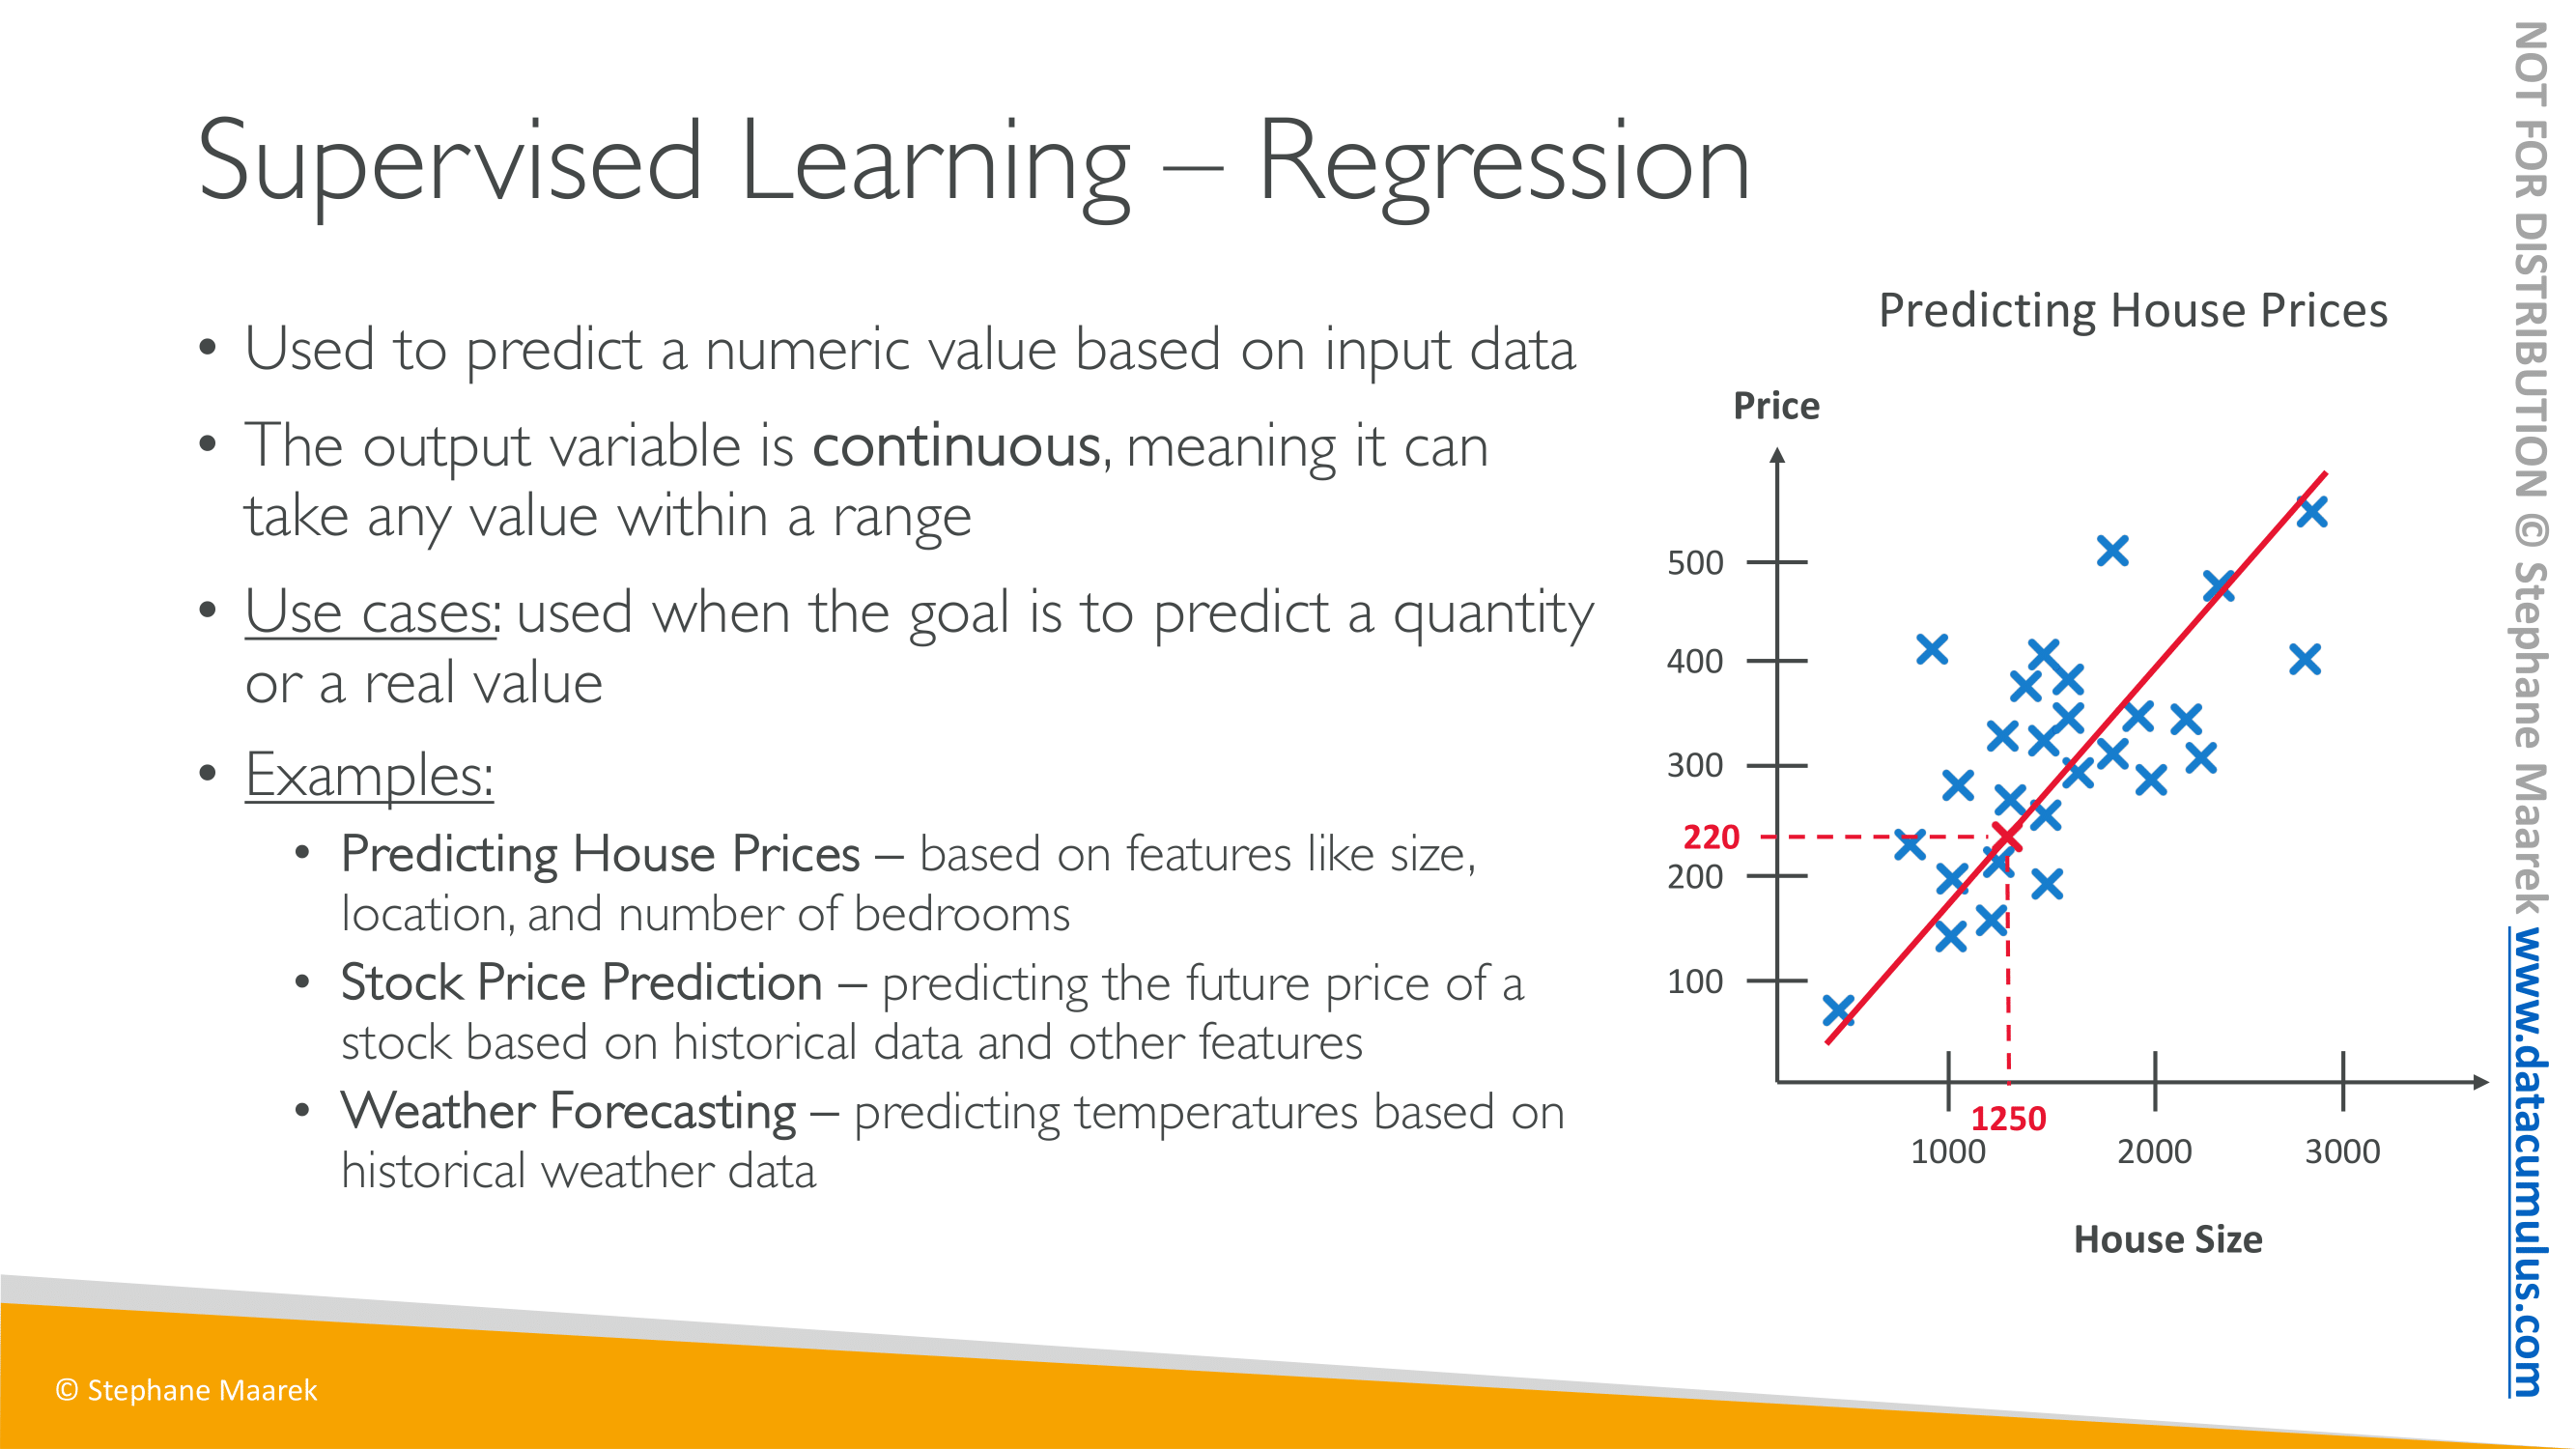 Supervised Learning – Regression
• Used to predict a numeric value based on input data
• The output variable is continuous, meaning it can
take any value within a range
• Use cases: used when the goal is to predict a quantity
or a real value
• Examples:
• Predicting House Prices – based on features like size,
location, and number of bedrooms
• Stock Price Prediction – predicting the future price of a
stock based on historical data and other features
• Weather Forecasting – predicting temperatures based on
historical weather data
Predicting House Prices
Price
500
400
300
220
200
100
1250
1000 2000 3000
House Size
© Stephane Maarek
NOT FOR DISTRIBUTION © Stephane Maarek www.datacumulus.com